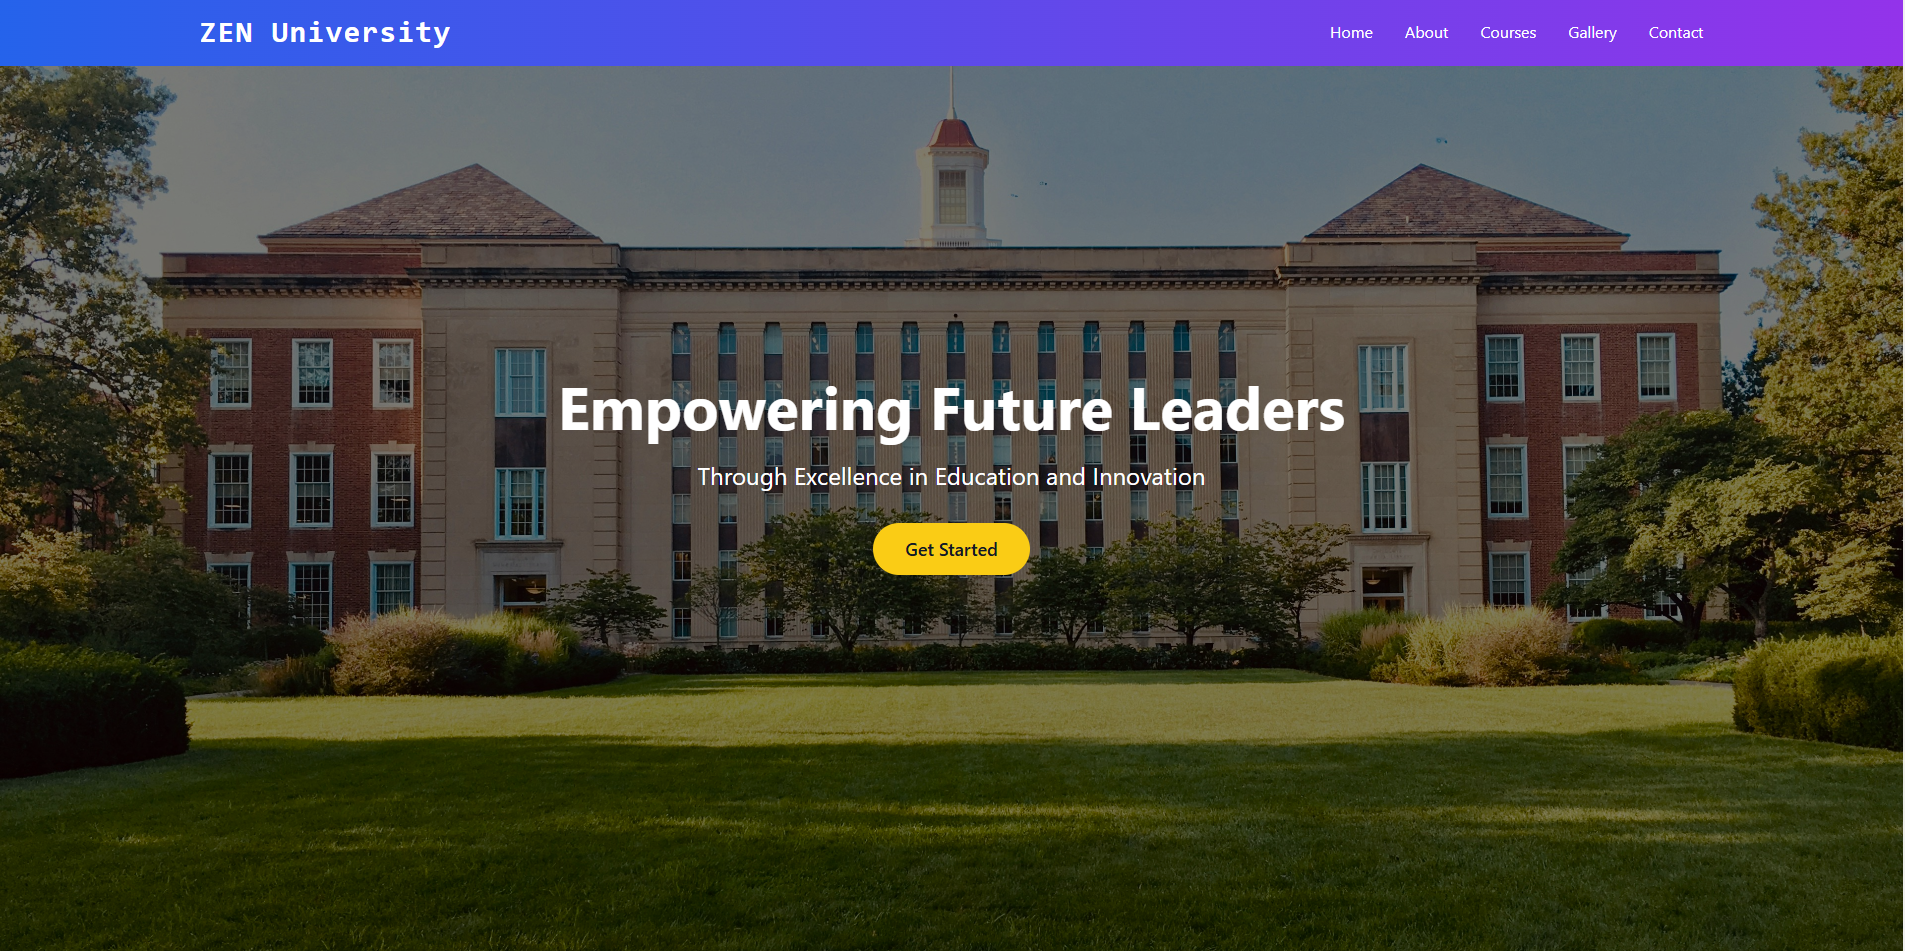 ZEN University
Home
About
Courses
Gallery
Contact
Empowering Future Leaders
Through Excellence in Education and Innovation
Get Started